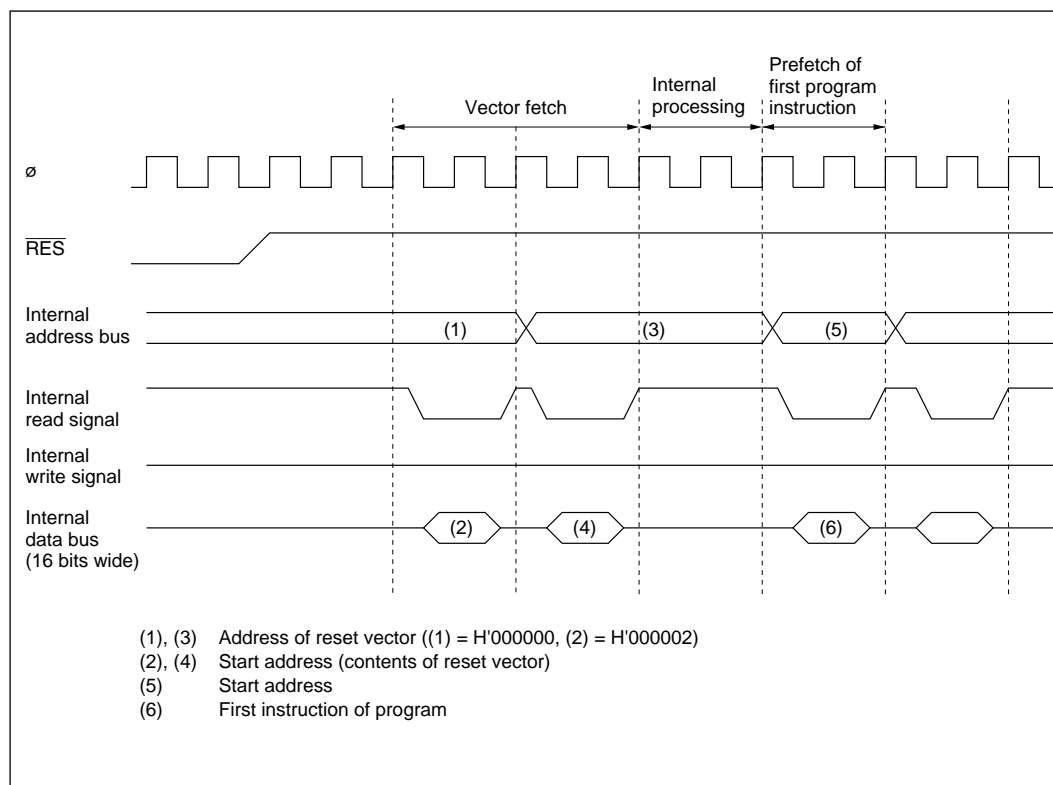 Vector fetch
Internal
processing
Prefetch of
first program
instruction
ø
RES
Internal
address bus
(1)
(3)
(5)
Internal
read signal
Internal
write signal
Internal
data bus
(16 bits wide)
(2)
(4)
(6)
(1), (3) Address of reset vector ((1) = H'000000, (2) = H'000002)
(2), (4) Start address (contents of reset vector)
(5) Start address
(6) First instruction of program